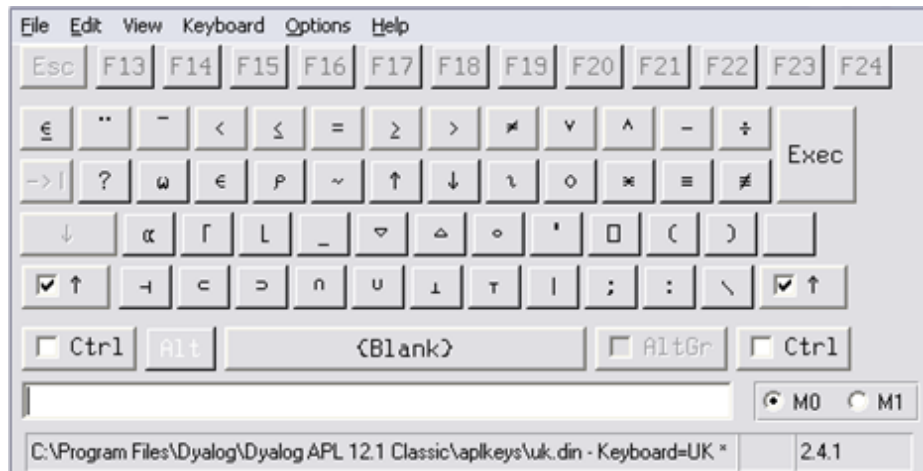 File Edit View Keyboard Options Help
Esc F13 F14 F15 F16 F17 F18 F19 F20 F21 F22 F23 F24
⍷ ¨ ¯ < ≤ = ≥ > ≠ ∨ ∧ − ÷
Exec
->| ? ⍵ ∊ ⍴ ~ ↑ ↓ ⍳ ○ * ≡ ≢
↓ ⍺ ⌈ ⌊ _ ∇ ∆ ∘ ' ⎕ ( )
↑ ⊣ ⊂ ⊃ ∩ ∪ ⊥ ⊤ | ; : \ ↑
Ctrl Alt {Blank} AltGr Ctrl
M0 M1
C:\Program Files\Dyalog\Dyalog APL 12.1 Classic\aplkeys\uk.din - Keyboard=UK * 2.4.1